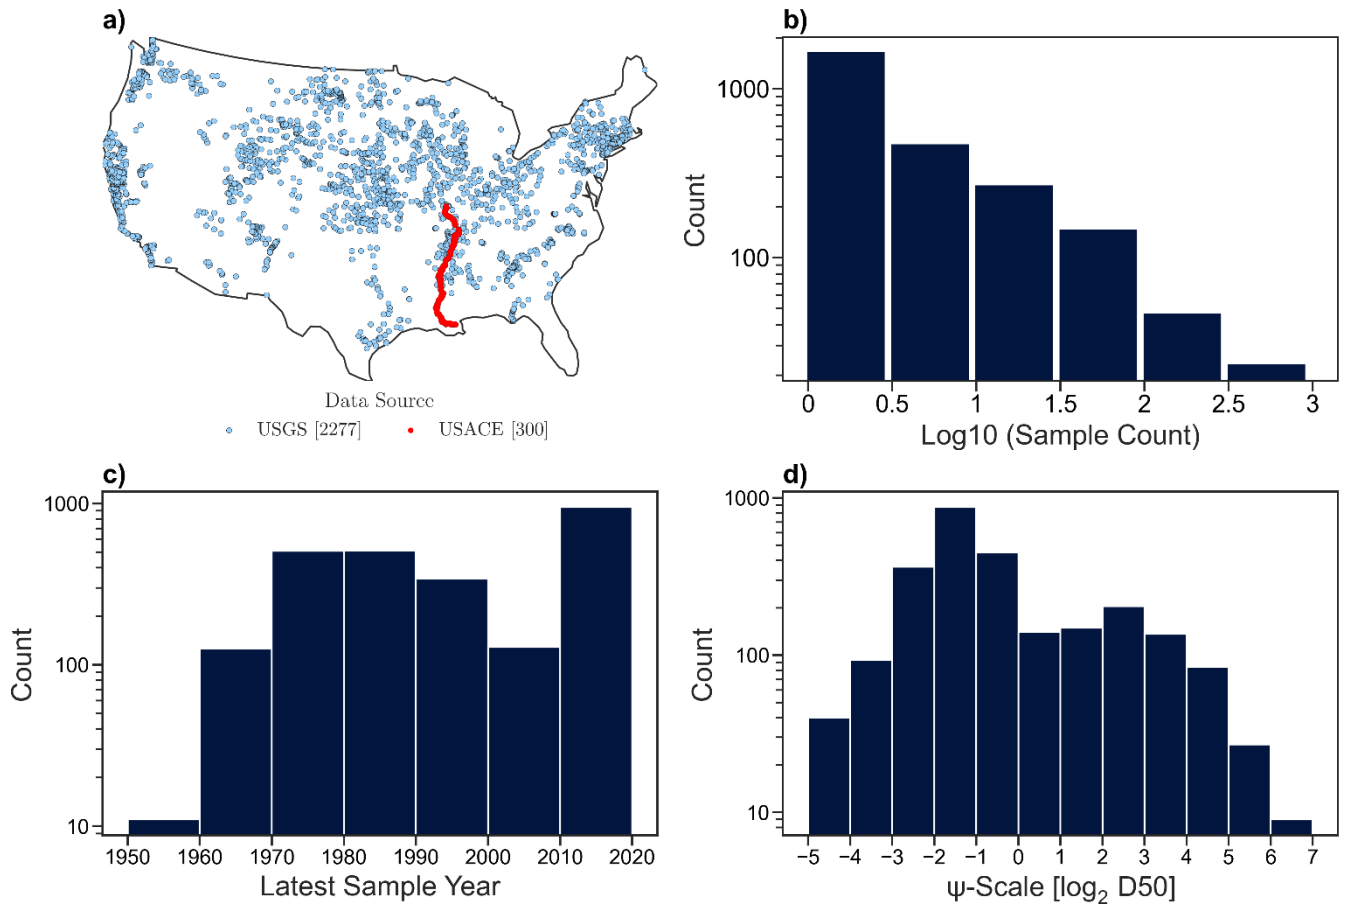 a)
Data Source
USGS [2277]
USACE [300]
b)
Count
1000
100
0 0.5 1 1.5 2 2.5 3
Log10 (Sample Count)
c)
Count
1000
100
10
1950 1960 1970 1980 1990 2000 2010 2020
Latest Sample Year
d)
Count
1000
100
10
−5 −4 −3 −2 −1 0 1 2 3 4 5 6 7
ψ-Scale [log₂ D50]